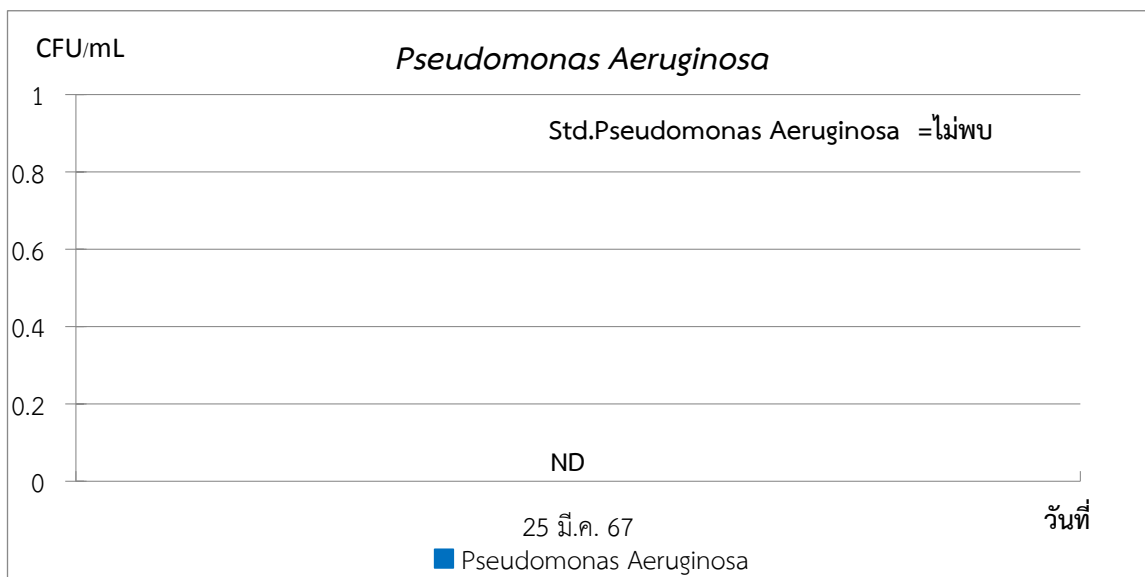 CFU/mL
Pseudomonas Aeruginosa
1
Std.Pseudomonas Aeruginosa =ไม่พบ
0.8
0.6
0.4
0.2
ND
0
25 มี.ค. 67
วันที่
Pseudomonas Aeruginosa